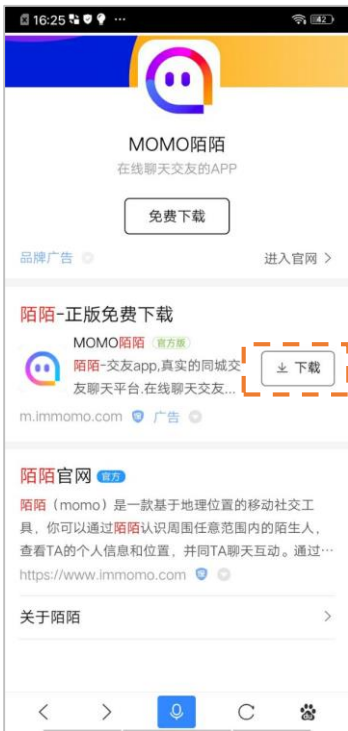 16:25
42
MOMO陌陌
在线聊天交友的APP
免费下载
品牌广告
进入官网 >
陌陌-正版免费下载
MOMO陌陌 官方版
陌陌-交友app,真实的同城交
友聊天平台.在线聊天交友...
下载
m.immomo.com 广告
陌陌官网 官方
陌陌（momo）是一款基于地理位置的移动社交工
具，你可以通过陌陌认识周围任意范围内的陌生人，
查看TA的个人信息和位置，并同TA聊天互动。通过…
https://www.immomo.com
关于陌陌